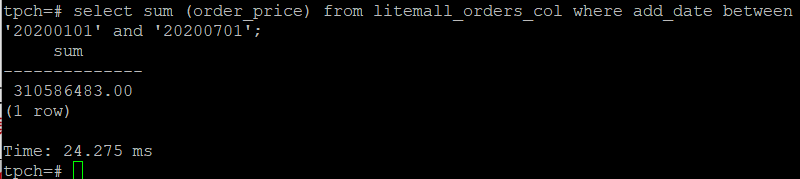 tpch=# select sum (order_price) from litemall_orders_col where add_date between
'20200101' and '20200701';
     sum
--------------
 310586483.00
(1 row)

Time: 24.275 ms
tpch=#